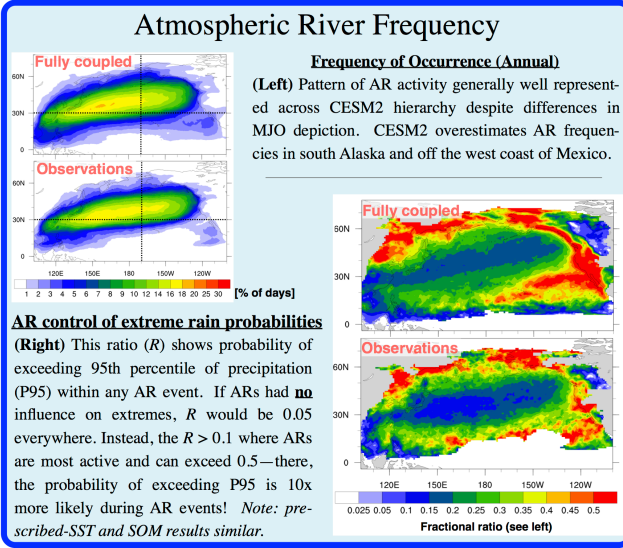 Atmospheric River Frequency
Fully coupled
60N
30N
0
Observations
60N
30N
0
120E 150E 180 150W 120W
1 2 3 4 5 6 7 8 9 10 12 14 16 18 20 25 30 [% of days]
Frequency of Occurrence (Annual)
(Left) Pattern of AR activity generally well represent-
ed across CESM2 hierarchy despite differences in
MJO depiction. CESM2 overestimates AR frequen-
cies in south Alaska and off the west coast of Mexico.
AR control of extreme rain probabilities
(Right) This ratio (R) shows probability of
exceeding 95th percentile of precipitation
(P95) within any AR event. If ARs had no
influence on extremes, R would be 0.05
everywhere. Instead, the R > 0.1 where ARs
are most active and can exceed 0.5—there,
the probability of exceeding P95 is 10x
more likely during AR events! Note: pre-
scribed-SST and SOM results similar.
Fully coupled
60N
30N
0
Observations
60N
30N
0
120E 150E 180 150W 120W
0.025 0.05 0.1 0.15 0.2 0.25 0.3 0.35 0.4 0.45 0.5
Fractional ratio (see left)